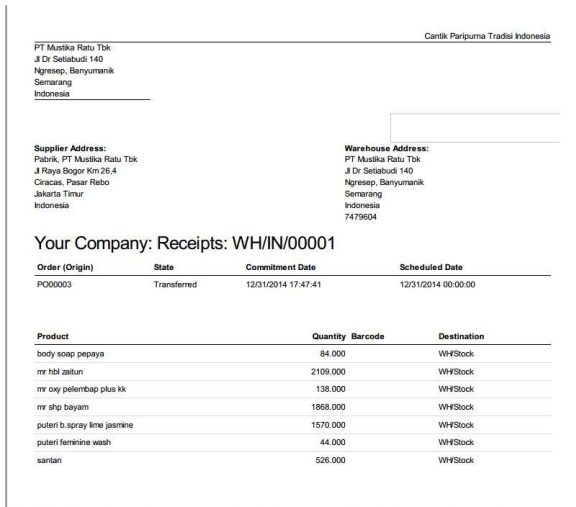 Cantik Paripurna Tradisi Indonesia
PT Mustika Ratu Tbk
Jl Dr Setiabudi 140
Ngresep, Banyumanik
Semarang
Indonesia
Supplier Address:
Pabrik, PT Mustika Ratu Tbk
Jl Raya Bogor Km 26,4
Ciracas, Pasar Rebo
Jakarta Timur
Indonesia
Warehouse Address:
PT Mustika Ratu Tbk
Jl Dr Setiabudi 140
Ngresep, Banyumanik
Semarang
Indonesia
7479604
Your Company: Receipts: WH/IN/00001
Order (Origin) State Commitment Date Scheduled Date
PO00003 Transferred 12/31/2014 17:47:41 12/31/2014 00:00:00
Product Quantity Barcode Destination
body soap pepaya 84.000 WH/Stock
mr hbl zaitun 2109.000 WH/Stock
mr oxy pelembap plus kk 138.000 WH/Stock
mr shp bayam 1868.000 WH/Stock
puteri b.spray lime jasmine 1570.000 WH/Stock
puteri feminine wash 44.000 WH/Stock
santan 526.000 WH/Stock